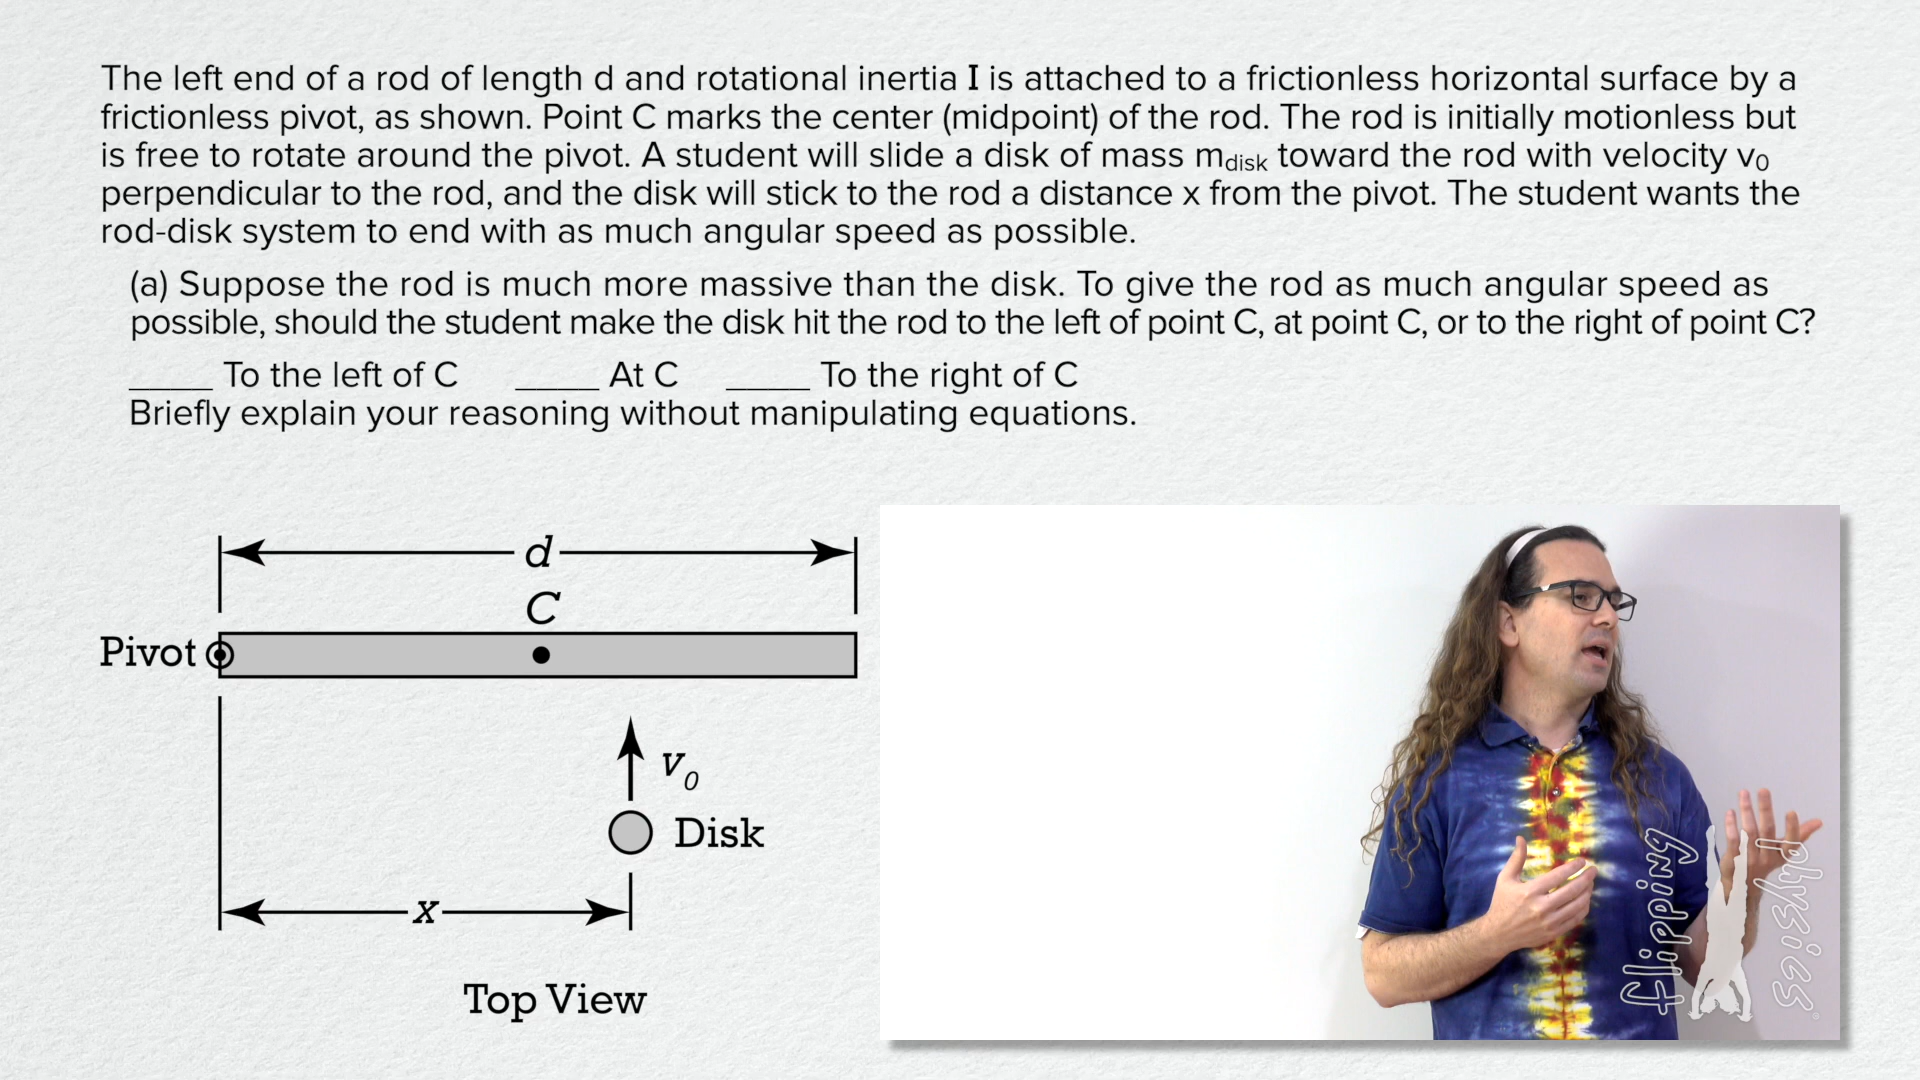 The left end of a rod of length d and rotational inertia I is attached to a frictionless horizontal surface by a
frictionless pivot, as shown. Point C marks the center (midpoint) of the rod. The rod is initially motionless but
is free to rotate around the pivot. A student will slide a disk of mass mdisk toward the rod with velocity v0
perpendicular to the rod, and the disk will stick to the rod a distance x from the pivot. The student wants the
rod-disk system to end with as much angular speed as possible.
(a) Suppose the rod is much more massive than the disk. To give the rod as much angular speed as
possible, should the student make the disk hit the rod to the left of point C, at point C, or to the right of point C?
____ To the left of C ____ At C ____ To the right of C
Briefly explain your reasoning without manipulating equations.
d
C
Pivot
v0
Disk
x
Top View
flipping
physics